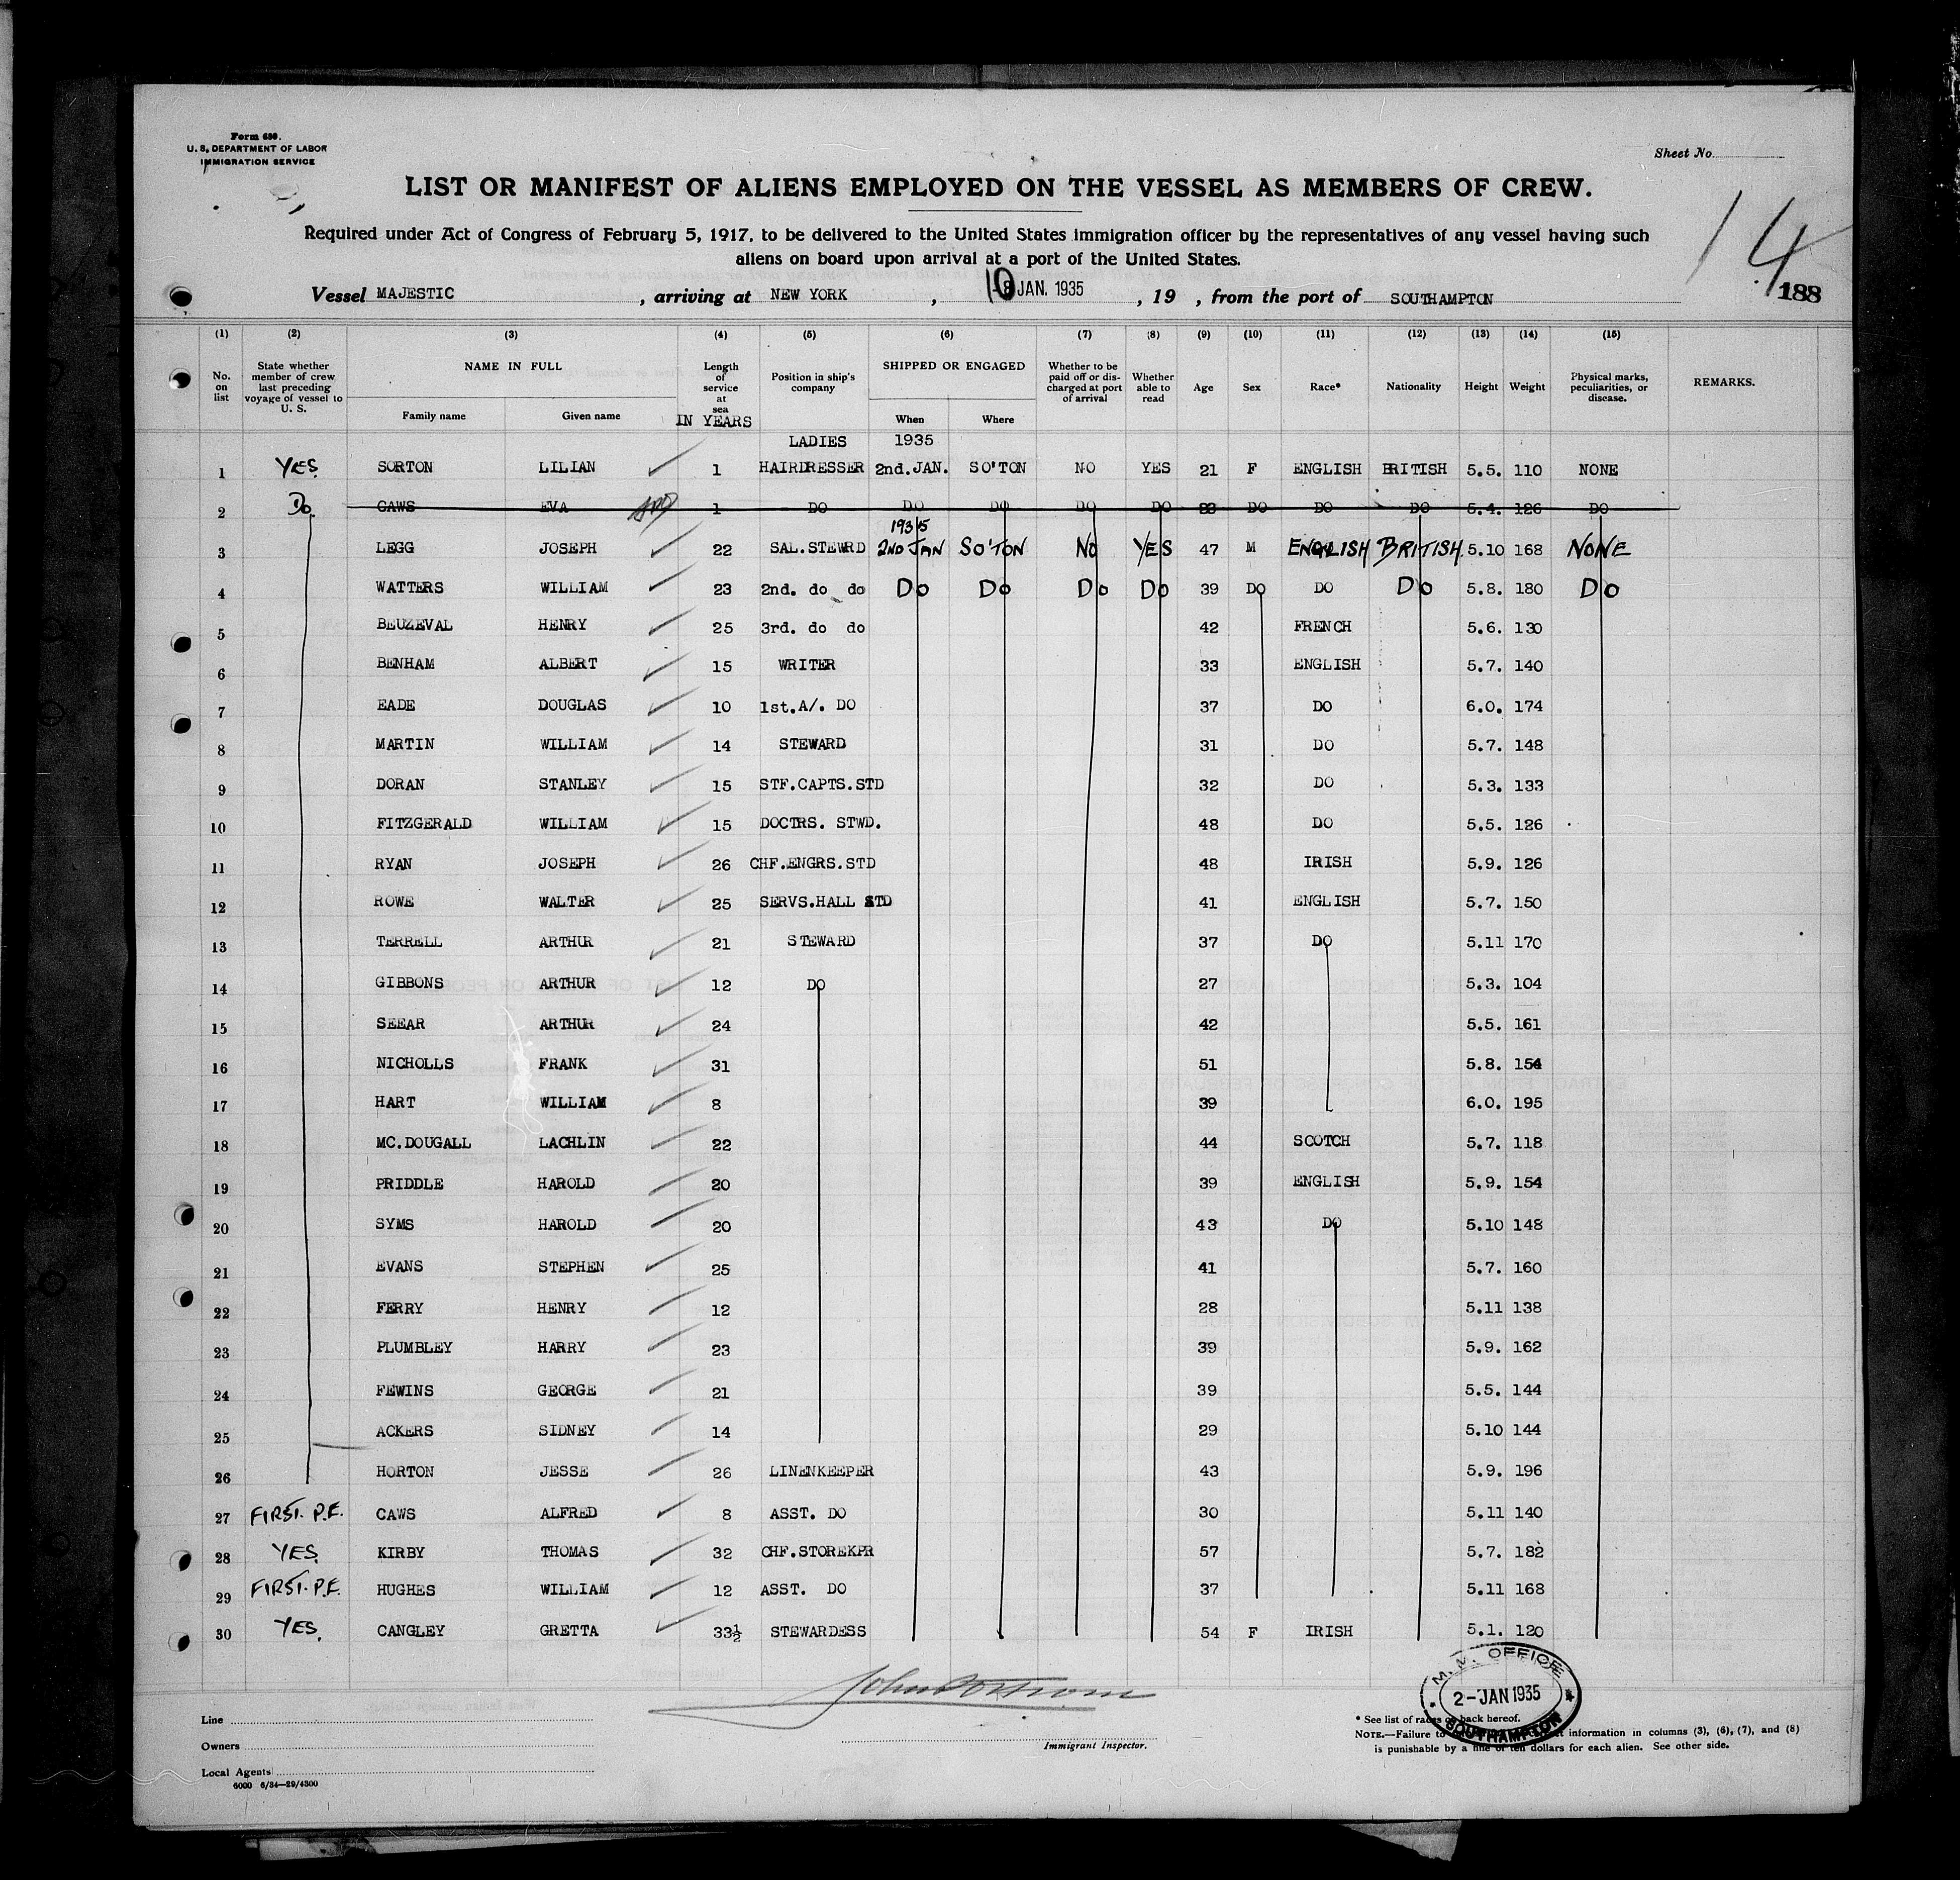 Form 680.
U. S. DEPARTMENT OF LABOR
IMMIGRATION SERVICE
Sheet No.
LIST OR MANIFEST OF ALIENS EMPLOYED ON THE VESSEL AS MEMBERS OF CREW.
Required under Act of Congress of February 5, 1917, to be delivered to the United States immigration officer by the representatives of any vessel having such
aliens on board upon arrival at a port of the United States.
14
Vessel MAJESTIC, arriving at NEW YORK, 10 JAN. 1935, 19 , from the port of SOUTHAMPTON
188
(1) (2) (3) (4) (5) (6) (7) (8) (9) (10) (11) (12) (13) (14) (15)
No. on list
State whether member of crew last preceding voyage of vessel to U. S.
NAME IN FULL
Family name Given name
Length of service at sea
IN YEARS
Position in ship's company
SHIPPED OR ENGAGED
When Where
Whether to be paid off or discharged at port of arrival
Whether able to read
Age Sex Race* Nationality Height Weight
Physical marks, peculiarities, or disease.
REMARKS.
LADIES 1935
1 YES SORTON LILIAN 1 HAIRDRESSER 2nd.JAN. SO'TON NO YES 21 F ENGLISH BRITISH 5.5. 110 NONE
2 Do. CAWS EVA 1 DO DO DO DO DO 23 DO DO DO 5.4. 126 DO
1935
3 LEGG JOSEPH 22 SAL.STEWRD 2ND JAN SO'TON NO YES 47 M ENGLISH BRITISH 5.10 168 NONE
4 WATTERS WILLIAM 23 2nd. do do Do Do Do Do 39 DO DO Do 5.8. 180 Do
5 BEUZEVAL HENRY 25 3rd. do do 42 FRENCH 5.6. 130
6 BENHAM ALBERT 15 WRITER 33 ENGLISH 5.7. 140
7 EADE DOUGLAS 10 1st.A/. DO 37 DO 6.0. 174
8 MARTIN WILLIAM 14 STEWARD 31 DO 5.7. 148
9 DORAN STANLEY 15 STF.CAPTS.STD 32 DO 5.3. 133
10 FITZGERALD WILLIAM 15 DOCTRS. STWD. 48 DO 5.5. 126
11 RYAN JOSEPH 26 CHF.ENGRS.STD 48 IRISH 5.9. 126
12 ROWE WALTER 25 SERVS.HALL STD 41 ENGLISH 5.7. 150
13 TERRELL ARTHUR 21 STEWARD 37 DO 5.11 170
14 GIBBONS ARTHUR 12 DO 27 5.3. 104
15 SEEAR ARTHUR 24 42 5.5. 161
16 NICHOLLS FRANK 31 51 5.8. 154
17 HART WILLIAM 8 39 6.0. 195
18 MC.DOUGALL LACHLIN 22 44 SCOTCH 5.7. 118
19 PRIDDLE HAROLD 20 39 ENGLISH 5.9. 154
20 SYMS HAROLD 20 43 DO 5.10 148
21 EVANS STEPHEN 25 41 5.7. 160
22 FERRY HENRY 12 28 5.11 138
23 PLUMBLEY HARRY 23 39 5.9. 162
24 FEWINS GEORGE 21 39 5.5. 144
25 ACKERS SIDNEY 14 29 5.10 144
26 HORTON JESSE 26 LINENKEEPER 43 5.9. 196
27 FIRST. P.E. CAWS ALFRED 8 ASST. DO 30 5.11 140
28 YES. KIRBY THOMAS 32 CHF.STOREKPR 57 5.7. 182
29 FIRST. P.E. HUGHES WILLIAM 12 ASST. DO 37 5.11 168
30 YES. CANGLEY GRETTA 33½ STEWARDESS 54 F IRISH 5.1. 120
M.M. OFFICE
2-JAN 1935
SOUTHAMPTON
Line
Owners
Local Agents
6000 6/34—29/4300
Immigrant Inspector.
* See list of races on back hereof.
NOTE.—Failure to information in columns (3), (6), (7), and (8)
is punishable by a fine of ten dollars for each alien. See other side.